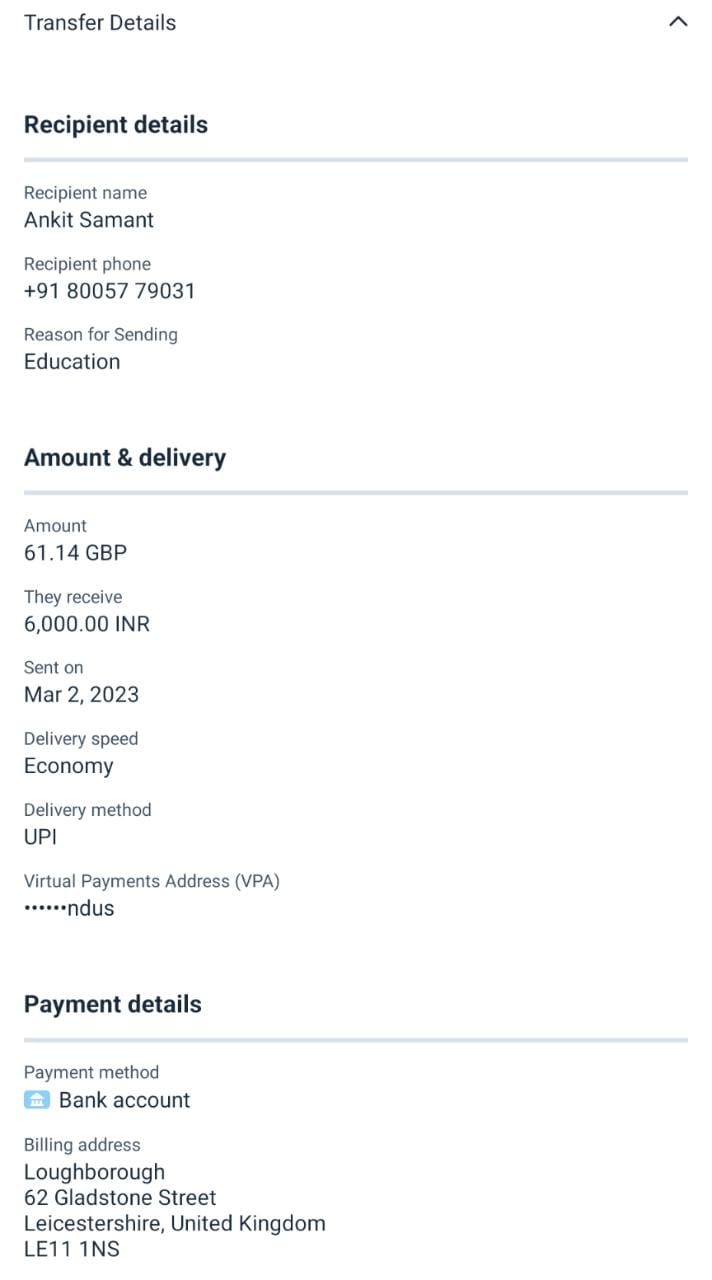 Transfer Details
Recipient details
Recipient name
Ankit Samant
Recipient phone
+91 80057 79031
Reason for Sending
Education
Amount & delivery
Amount
61.14 GBP
They receive
6,000.00 INR
Sent on
Mar 2, 2023
Delivery speed
Economy
Delivery method
UPI
Virtual Payments Address (VPA)
••••••ndus
Payment details
Payment method
Bank account
Billing address
Loughborough
62 Gladstone Street
Leicestershire, United Kingdom
LE11 1NS